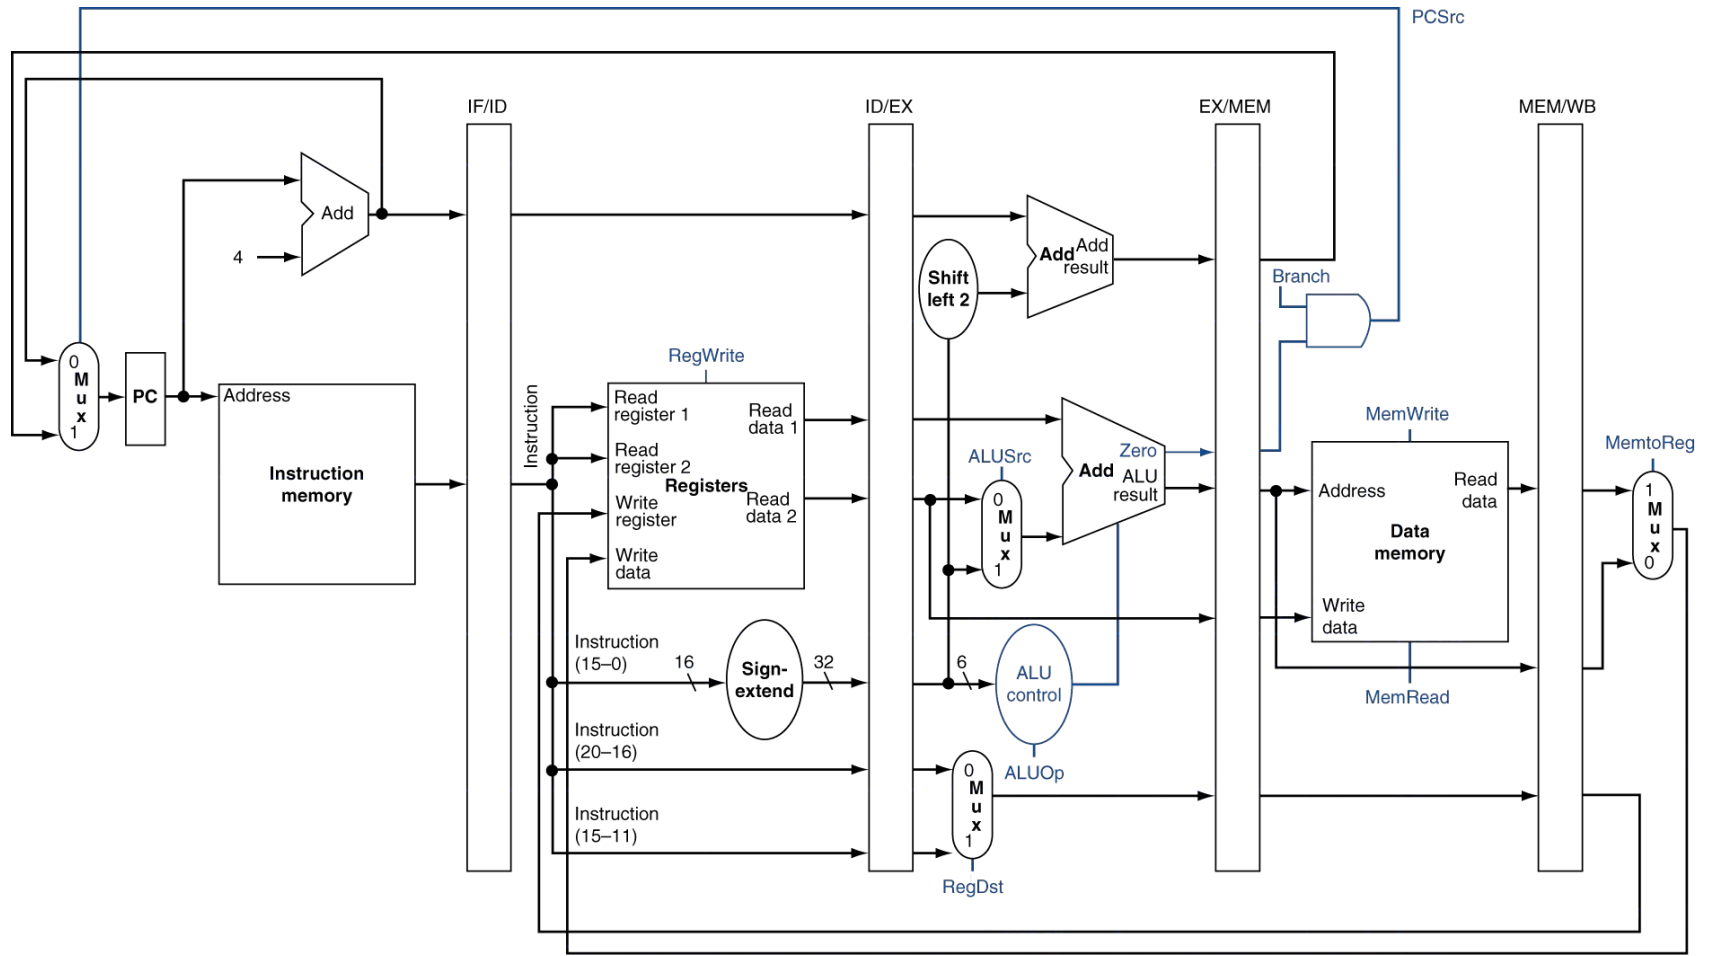 PCSrc
IF/ID
ID/EX
EX/MEM
MEM/WB
Add
4
Add
Add
result
Shift
left 2
Branch
0
M
u
x
1
PC
Address
Instruction
memory
Instruction
RegWrite
Read
register 1
Read
register 2
Write
register
Write
data
Registers
Read
data 1
Read
data 2
ALUSrc
0
M
u
x
1
Zero
Add
ALU
result
MemWrite
Address
Read
data
Data
memory
Write
data
MemRead
MemtoReg
1
M
u
x
0
Instruction
(15–0)
16
Sign-
extend
32
6
ALU
control
ALUOp
Instruction
(20–16)
Instruction
(15–11)
0
M
u
x
1
RegDst